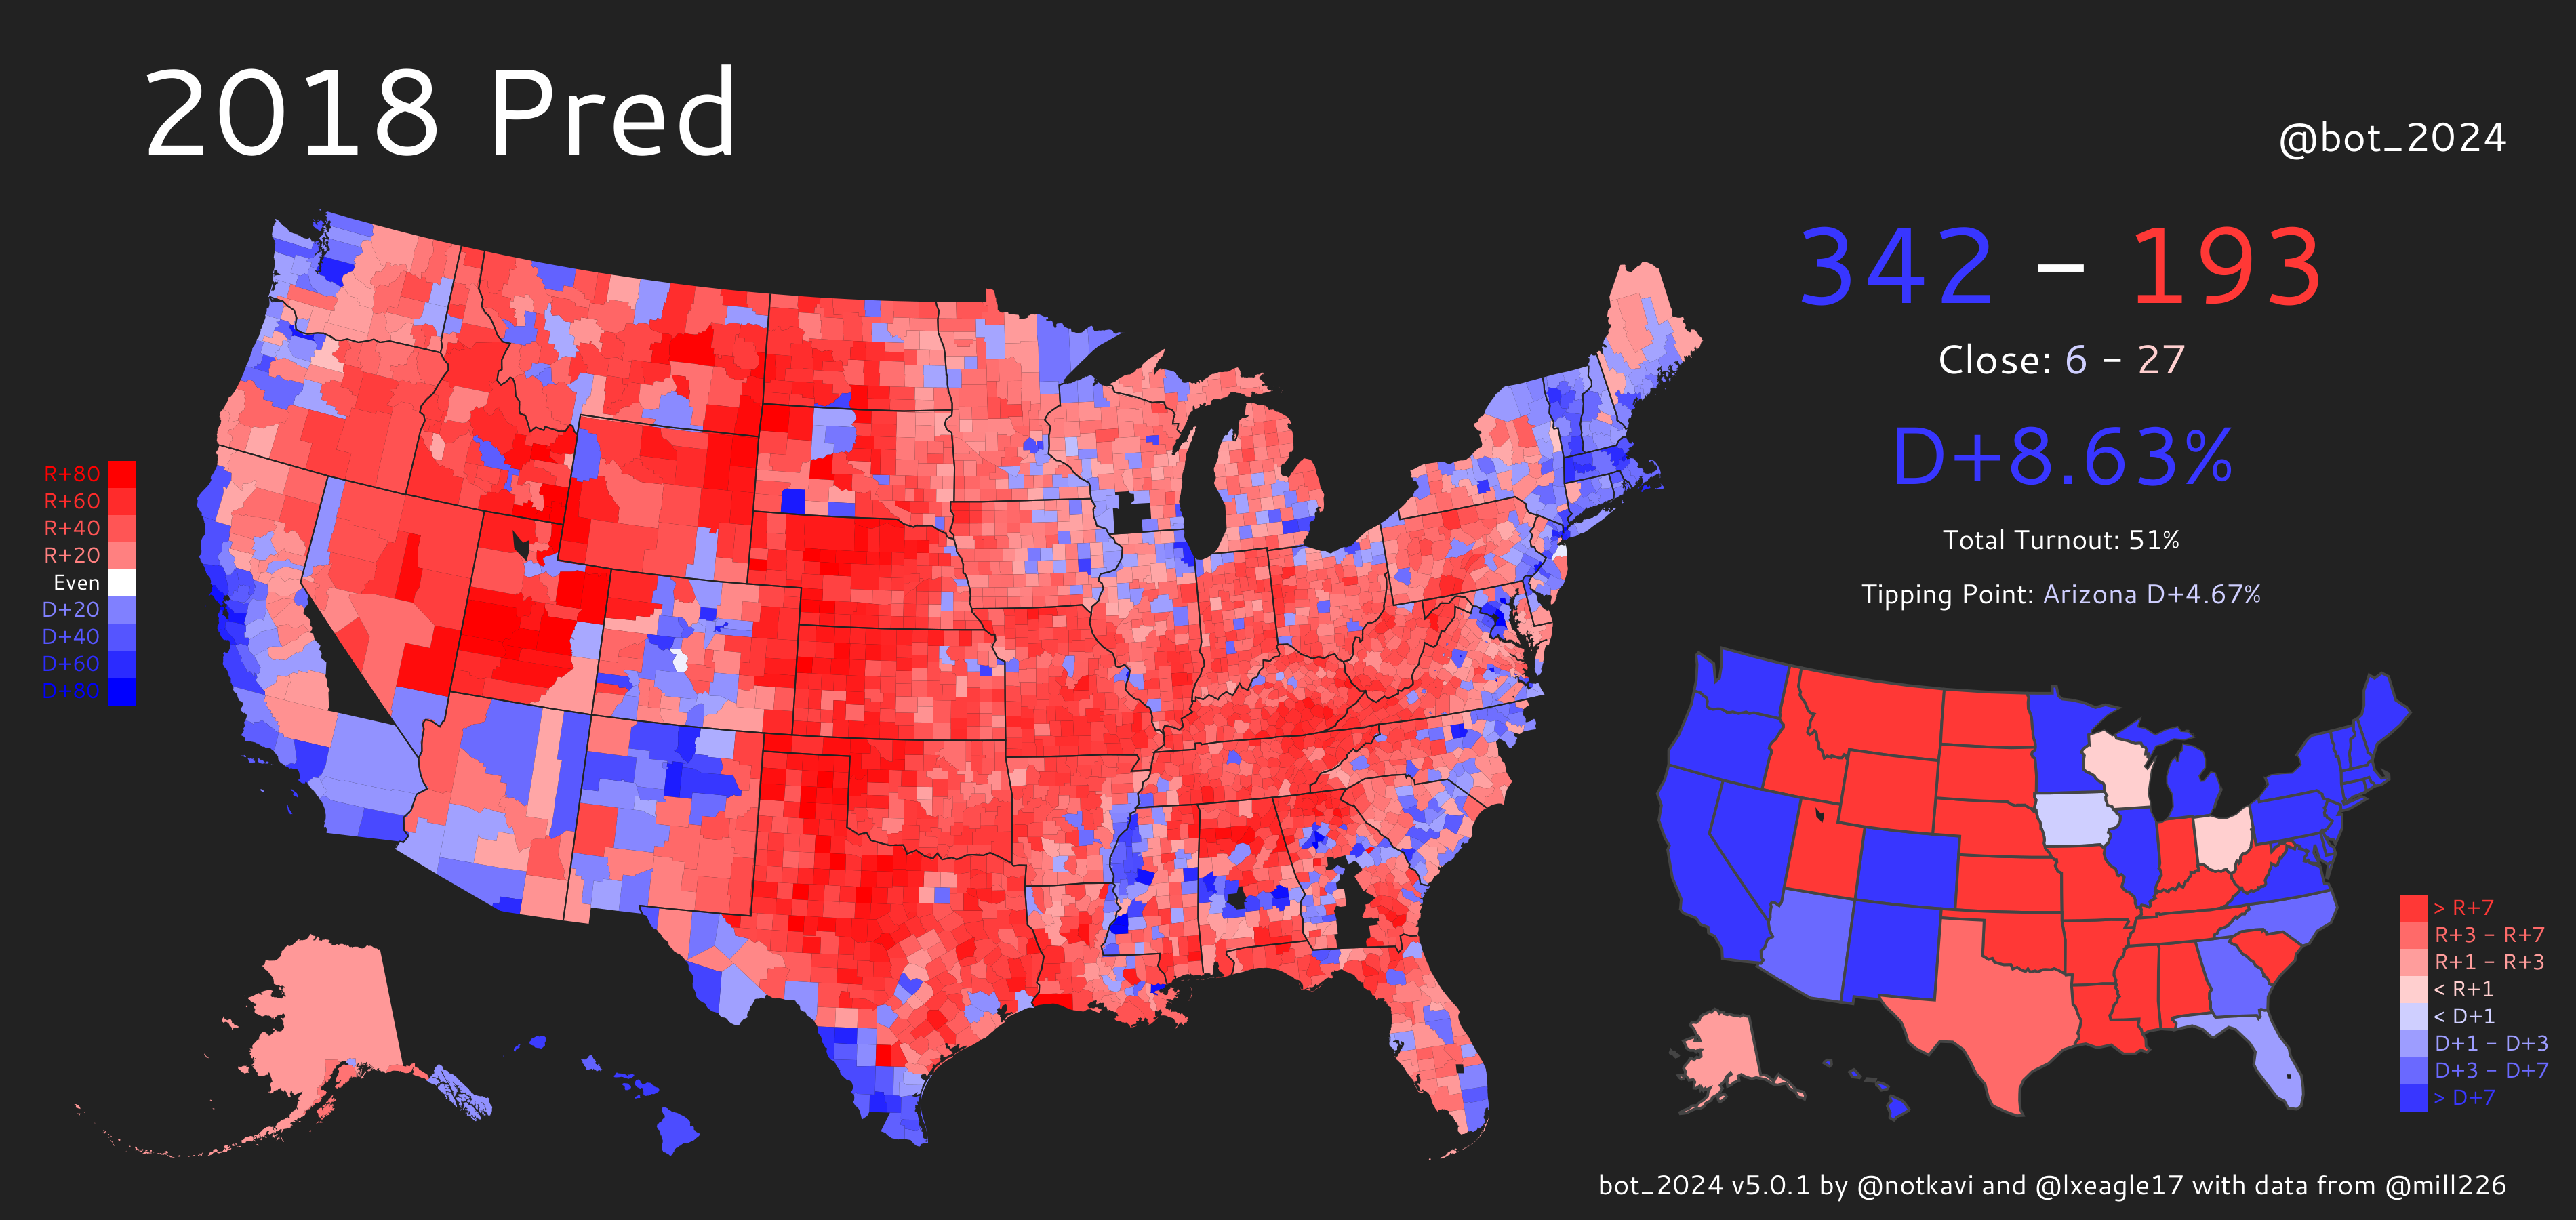 2018 Pred
@bot_2024
342 – 193
Close: 6 – 27
D+8.63%
Total Turnout: 51%
Tipping Point: Arizona D+4.67%
R+80
R+60
R+40
R+20
Even
D+20
D+40
D+60
D+80
> R+7
R+3 – R+7
R+1 – R+3
< R+1
< D+1
D+1 – D+3
D+3 – D+7
> D+7
bot_2024 v5.0.1 by @notkavi and @lxeagle17 with data from @mill226